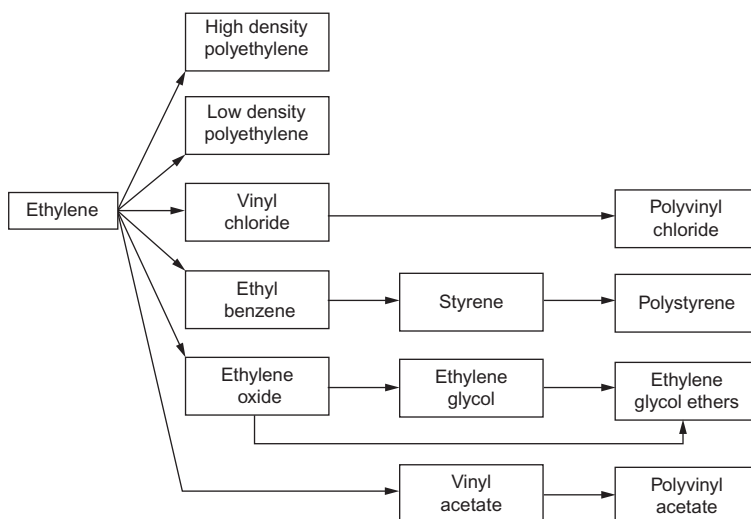 High density
polyethylene
Low density
polyethylene
Ethylene
Vinyl
chloride
Polyvinyl
chloride
Ethyl
benzene
Styrene
Polystyrene
Ethylene
oxide
Ethylene
glycol
Ethylene
glycol ethers
Vinyl
acetate
Polyvinyl
acetate